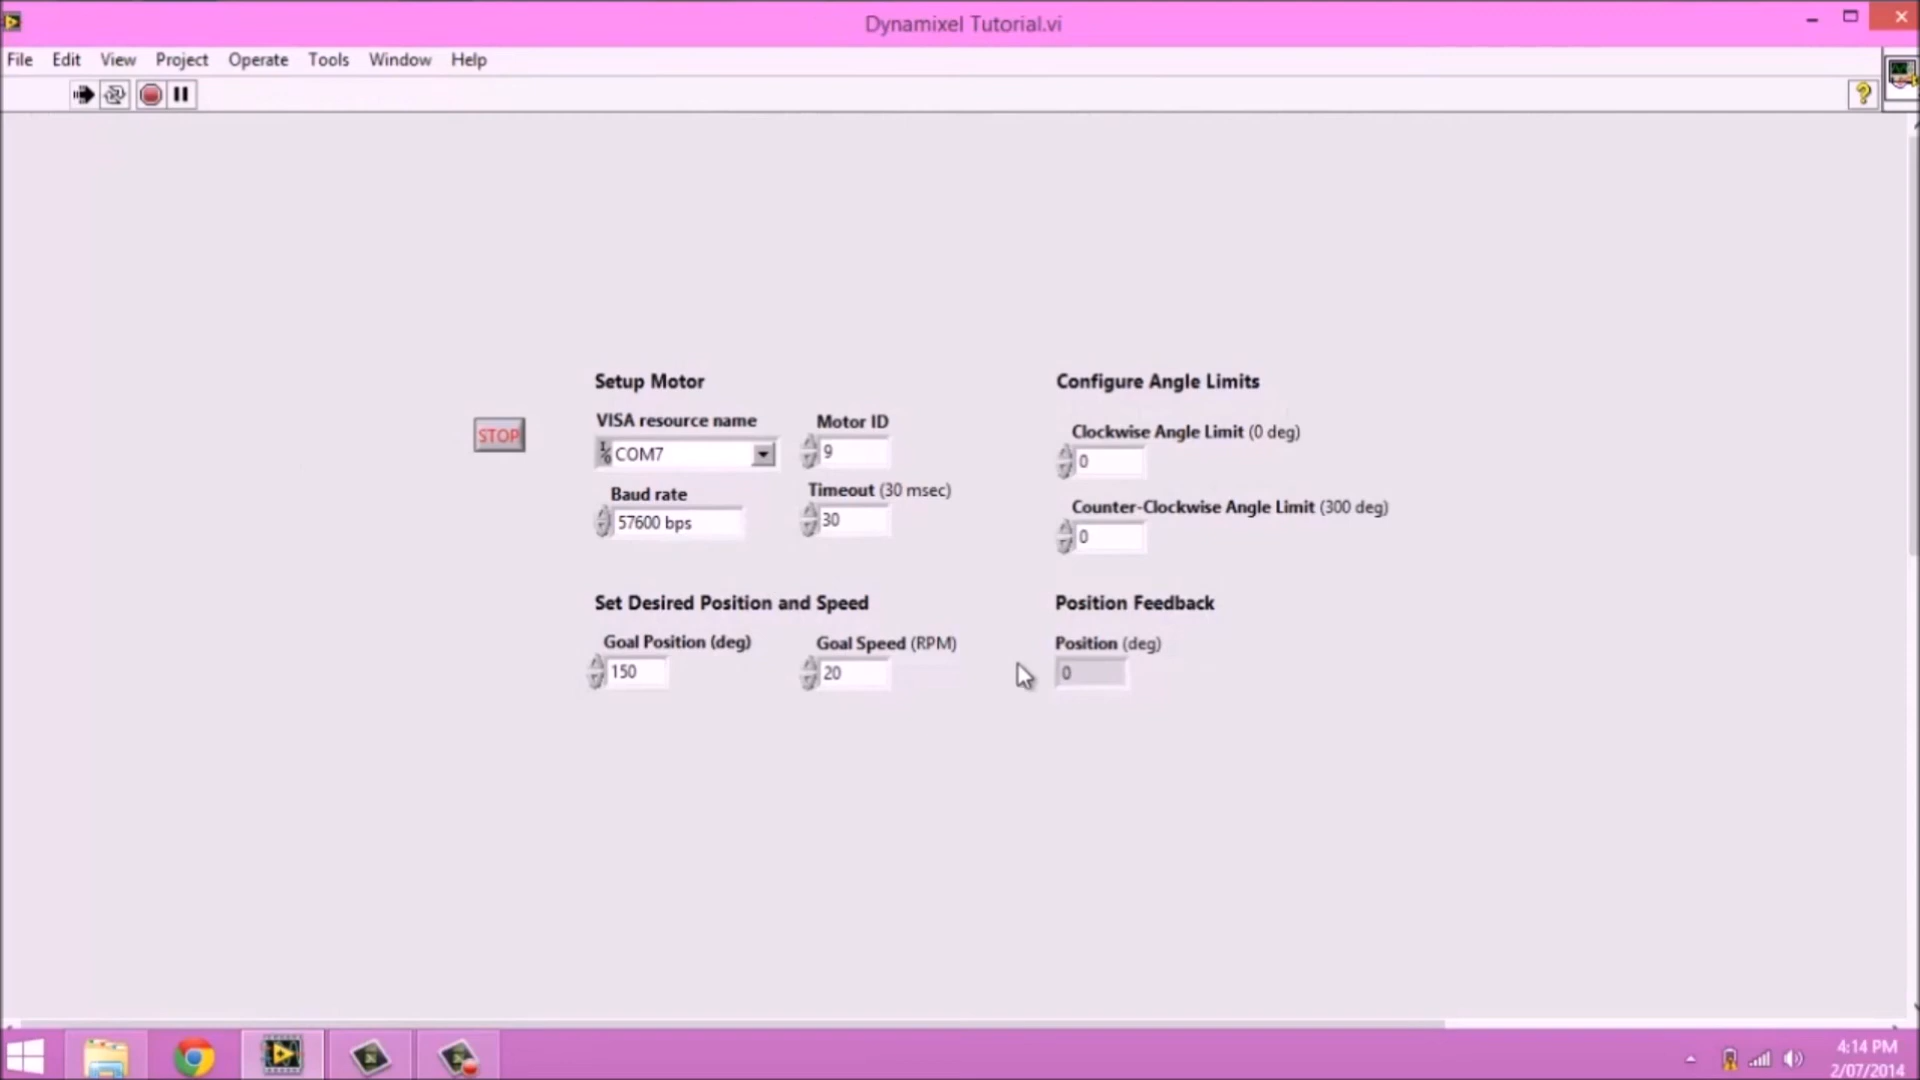 Dynamixel Tutorial.vi
File Edit View Project Operate Tools Window Help
Setup Motor
Configure Angle Limits
VISA resource name
Motor ID
Clockwise Angle Limit (0 deg)
STOP
COM7
9
0
Baud rate
Timeout (30 msec)
Counter-Clockwise Angle Limit (300 deg)
57600 bps
30
0
Set Desired Position and Speed
Position Feedback
Goal Position (deg)
Goal Speed (RPM)
Position (deg)
150
20
0
4:14 PM
2/07/2014